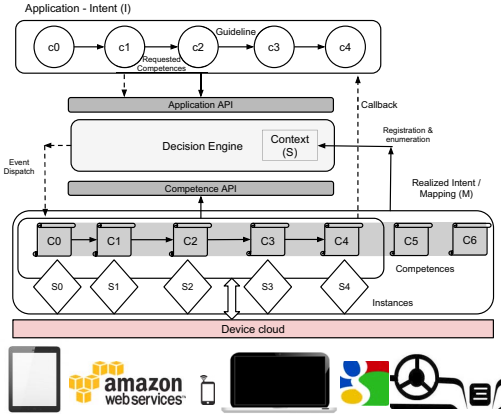 Application - Intent (I)
Guideline
c0
c1
c2
c3
c4
Requested
Competences
Application API
Callback
Decision Engine
Context
(S)
Registration &
enumeration
Event
Dispatch
Competence API
Realized Intent /
Mapping (M)
C0
C1
C2
C3
C4
C5
C6
Competences
S0
S1
S2
S3
S4
Instances
Device cloud
amazon
webservices™